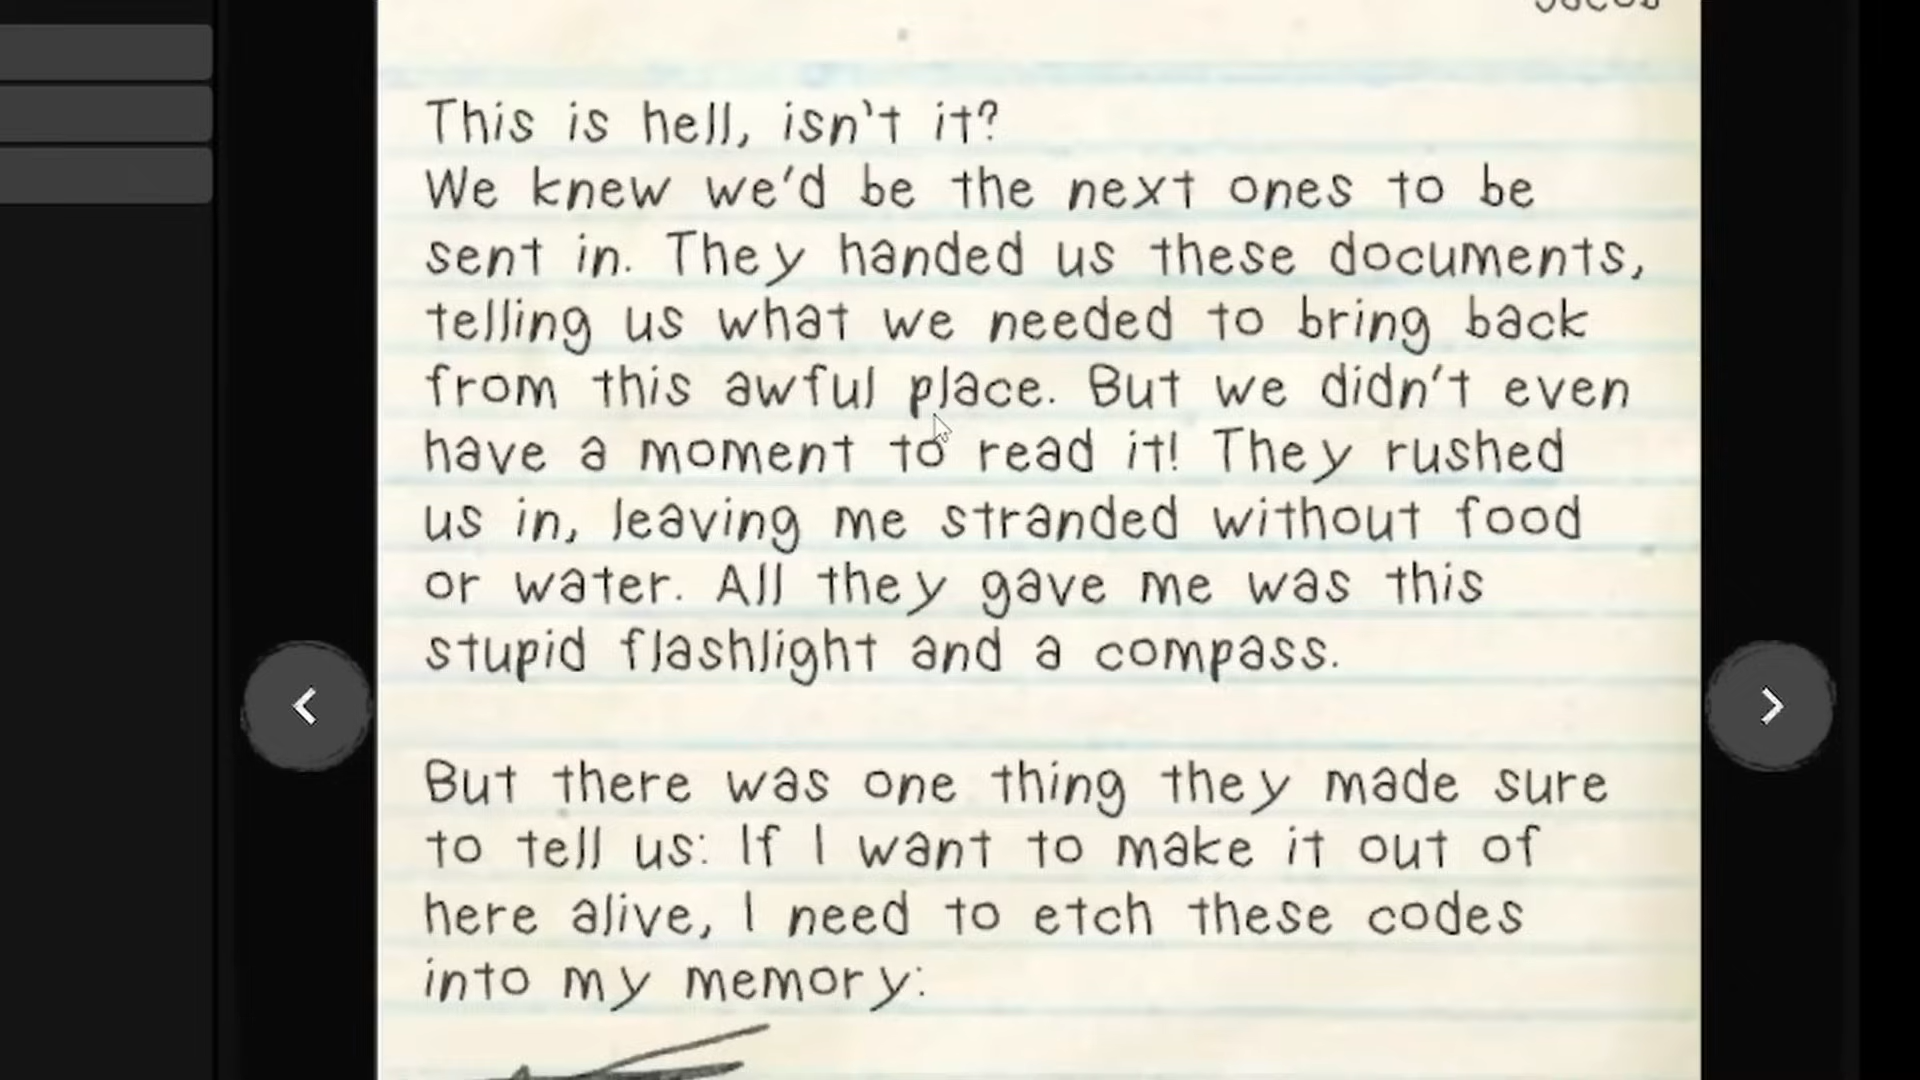 Jacob
This is hell, isn't it?
We knew we'd be the next ones to be
sent in. They handed us these documents,
telling us what we needed to bring back
from this awful place. But we didn't even
have a moment to read it! They rushed
us in, leaving me stranded without food
or water. All they gave me was this
stupid flashlight and a compass.
But there was one thing they made sure
to tell us: If I want to make it out of
here alive, I need to etch these codes
into my memory: